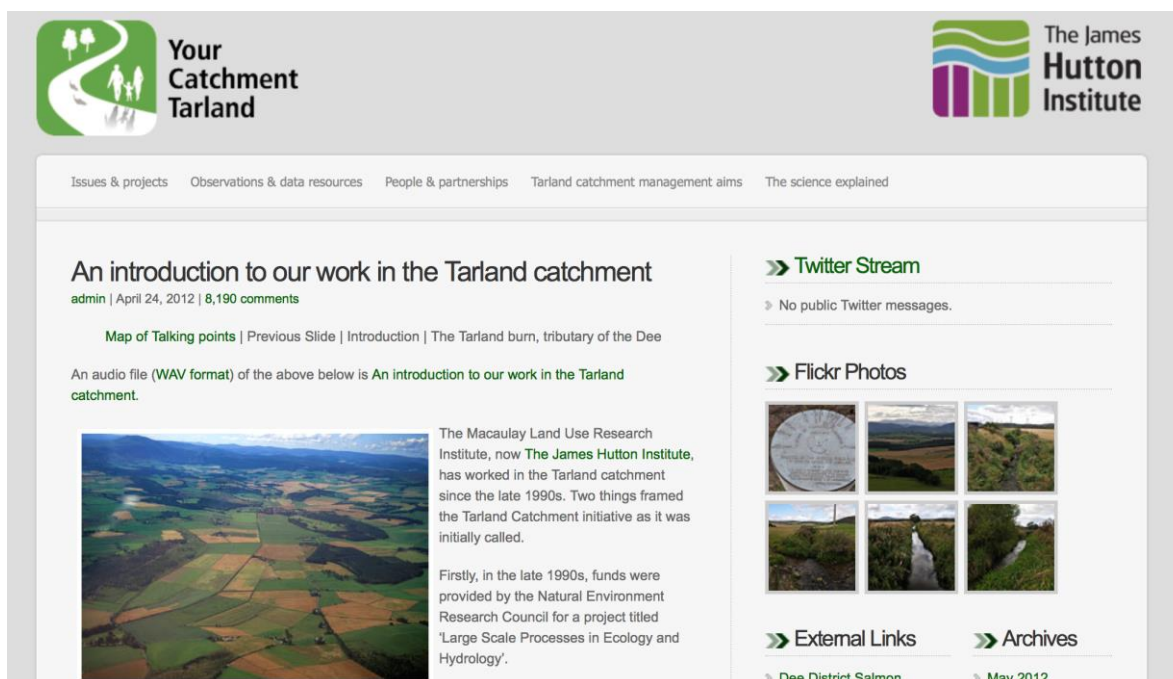 Your
Catchment
Tarland
The James
Hutton
Institute
Issues & projects Observations & data resources People & partnerships Tarland catchment management aims The science explained
An introduction to our work in the Tarland catchment
admin | April 24, 2012 | 8,190 comments
Map of Talking points | Previous Slide | Introduction | The Tarland burn, tributary of the Dee
An audio file (WAV format) of the above below is An introduction to our work in the Tarland
catchment.
The Macaulay Land Use Research
Institute, now The James Hutton Institute,
has worked in the Tarland catchment
since the late 1990s. Two things framed
the Tarland Catchment initiative as it was
initially called.
Firstly, in the late 1990s, funds were
provided by the Natural Environment
Research Council for a project titled
'Large Scale Processes in Ecology and
Hydrology'.
Twitter Stream
No public Twitter messages.
Flickr Photos
External Links
Dee District Salmon
Archives
May 2012